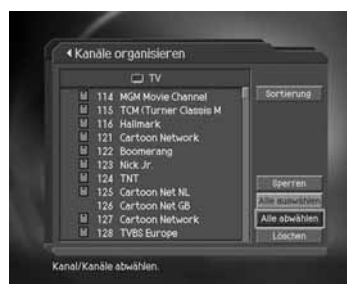 Kanäle organisieren
TV
114 MGM Movie Channel
115 TCM (Turner Classis M
116 Hallmark
121 Cartoon Network
122 Boomerang
123 Nick Jr.
124 TNT
125 Cartoon Net NL
126 Cartoon Net GB
127 Cartoon Network
128 TVBS Europe
Sortierung
Sperren
Alle auswählen
Alle abwählen
Löschen
Kanal/Kanäle abwählen.